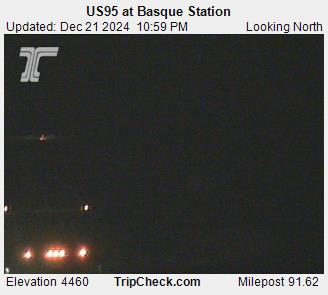 US95 at Basque Station
Updated: Dec 21 2024 10:59 PM Looking North
Elevation 4460 TripCheck.com Milepost 91.62